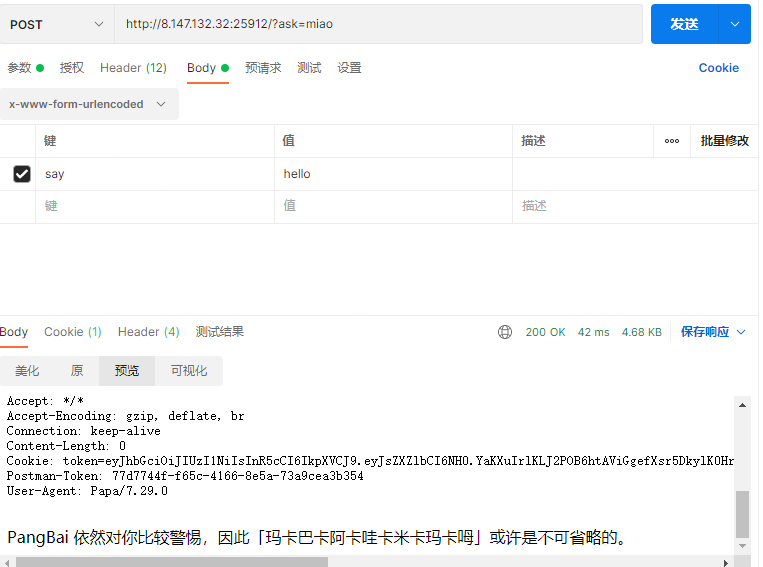 POST http://8.147.132.32:25912/?ask=miao 发送
参数 授权 Header (12) Body 预请求 测试 设置 Cookie
x-www-form-urlencoded
键 值 描述 批量修改
say hello
键 值 描述
Body Cookie (1) Header (4) 测试结果 200 OK 42 ms 4.68 KB 保存响应
美化 原 预览 可视化
Accept: */*
Accept-Encoding: gzip, deflate, br
Connection: keep-alive
Content-Length: 0
Cookie: token=eyJhbGciOiJIUzI1NiIsInR5cCI6IkpXVCJ9.eyJsZXZlbCI6NH0.YaKXuIrlKLJ2POB6htAViGgefXsr5DkylK0Hr
Postman-Token: 77d7744f-f65c-4166-8e5a-73a9cea3b354
User-Agent: Papa/7.29.0
PangBai 依然对你比较警惕，因此「玛卡巴卡阿卡哇卡米卡玛卡呣」或许是不可省略的。